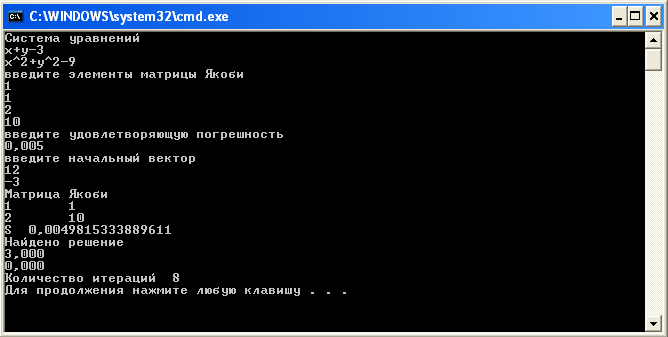 C:\WINDOWS\system32\cmd.exe
Система уравнений
x+y-3
x^2+y^2-9
введите элементы матрицы Якоби
1
1
2
10
введите удовлетворяющую погрешность
0,005
введите начальный вектор
12
-3
Матрица Якоби
1 1
2 10
S 0,0049815333889611
Найдено решение
3,000
0,000
Количество итераций 8
Для продолжения нажмите любую клавишу . . .